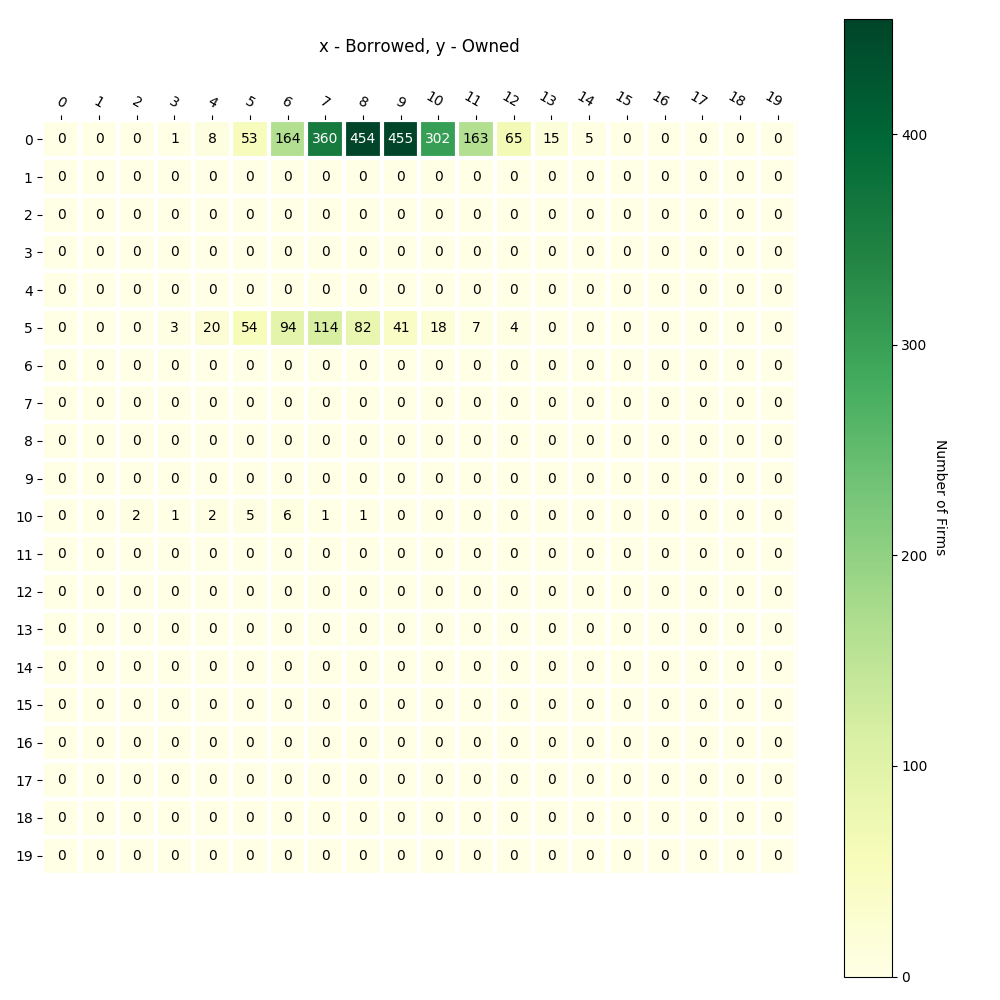 x - Borrowed, y - Owned
0 1 2 3 4 5 6 7 8 9 10 11 12 13 14 15 16 17 18 19
0 0 0 0 1 8 53 164 360 454 455 302 163 65 15 5 0 0 0 0 0
1 0 0 0 0 0 0 0 0 0 0 0 0 0 0 0 0 0 0 0 0
2 0 0 0 0 0 0 0 0 0 0 0 0 0 0 0 0 0 0 0 0
3 0 0 0 0 0 0 0 0 0 0 0 0 0 0 0 0 0 0 0 0
4 0 0 0 0 0 0 0 0 0 0 0 0 0 0 0 0 0 0 0 0
5 0 0 0 3 20 54 94 114 82 41 18 7 4 0 0 0 0 0 0 0
6 0 0 0 0 0 0 0 0 0 0 0 0 0 0 0 0 0 0 0 0
7 0 0 0 0 0 0 0 0 0 0 0 0 0 0 0 0 0 0 0 0
8 0 0 0 0 0 0 0 0 0 0 0 0 0 0 0 0 0 0 0 0
9 0 0 0 0 0 0 0 0 0 0 0 0 0 0 0 0 0 0 0 0
10 0 0 2 1 2 5 6 1 1 0 0 0 0 0 0 0 0 0 0 0
11 0 0 0 0 0 0 0 0 0 0 0 0 0 0 0 0 0 0 0 0
12 0 0 0 0 0 0 0 0 0 0 0 0 0 0 0 0 0 0 0 0
13 0 0 0 0 0 0 0 0 0 0 0 0 0 0 0 0 0 0 0 0
14 0 0 0 0 0 0 0 0 0 0 0 0 0 0 0 0 0 0 0 0
15 0 0 0 0 0 0 0 0 0 0 0 0 0 0 0 0 0 0 0 0
16 0 0 0 0 0 0 0 0 0 0 0 0 0 0 0 0 0 0 0 0
17 0 0 0 0 0 0 0 0 0 0 0 0 0 0 0 0 0 0 0 0
18 0 0 0 0 0 0 0 0 0 0 0 0 0 0 0 0 0 0 0 0
19 0 0 0 0 0 0 0 0 0 0 0 0 0 0 0 0 0 0 0 0
400
300
200
100
0
Number of Firms